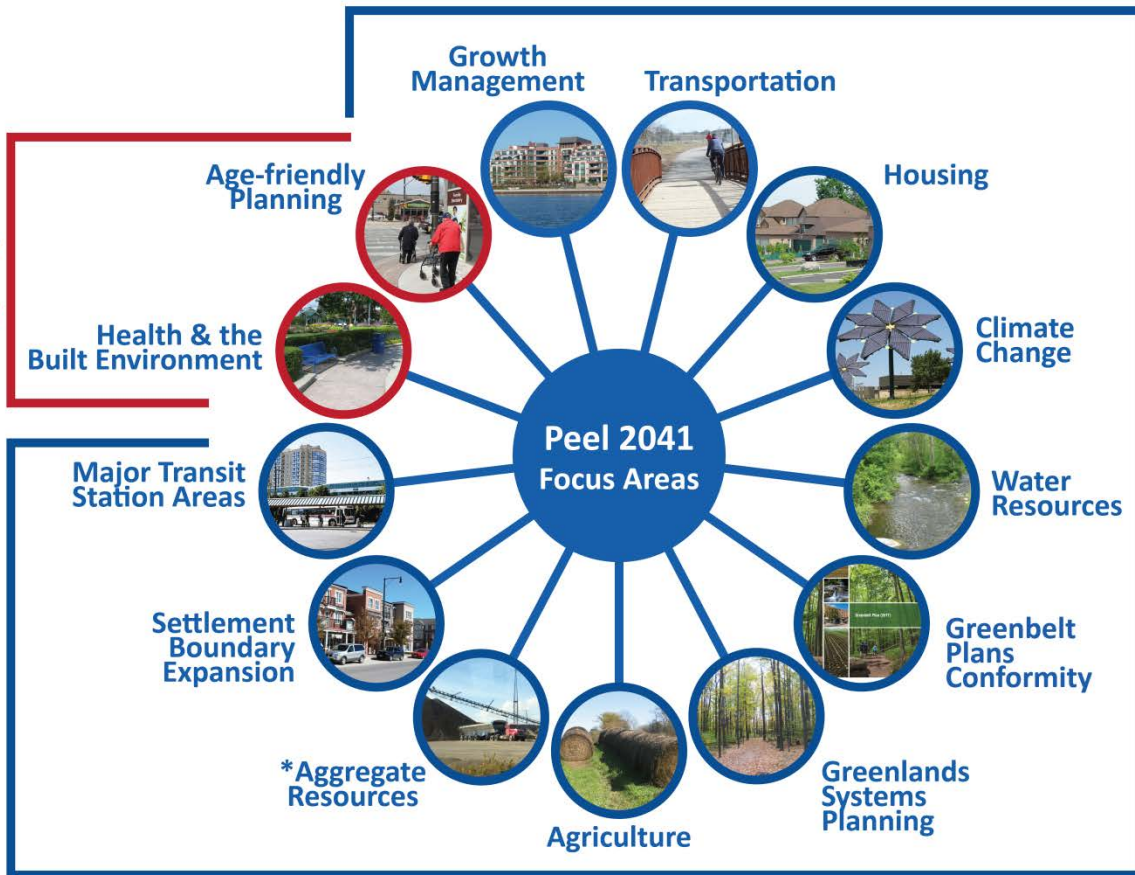 Growth
Management
Transportation
Age-friendly
Planning
Housing
Health & the
Built Environment
Climate
Change
Peel 2041
Focus Areas
Major Transit
Station Areas
Water
Resources
Settlement
Boundary
Expansion
Greenbelt
Plans
Conformity
*Aggregate
Resources
Agriculture
Greenlands
Systems
Planning